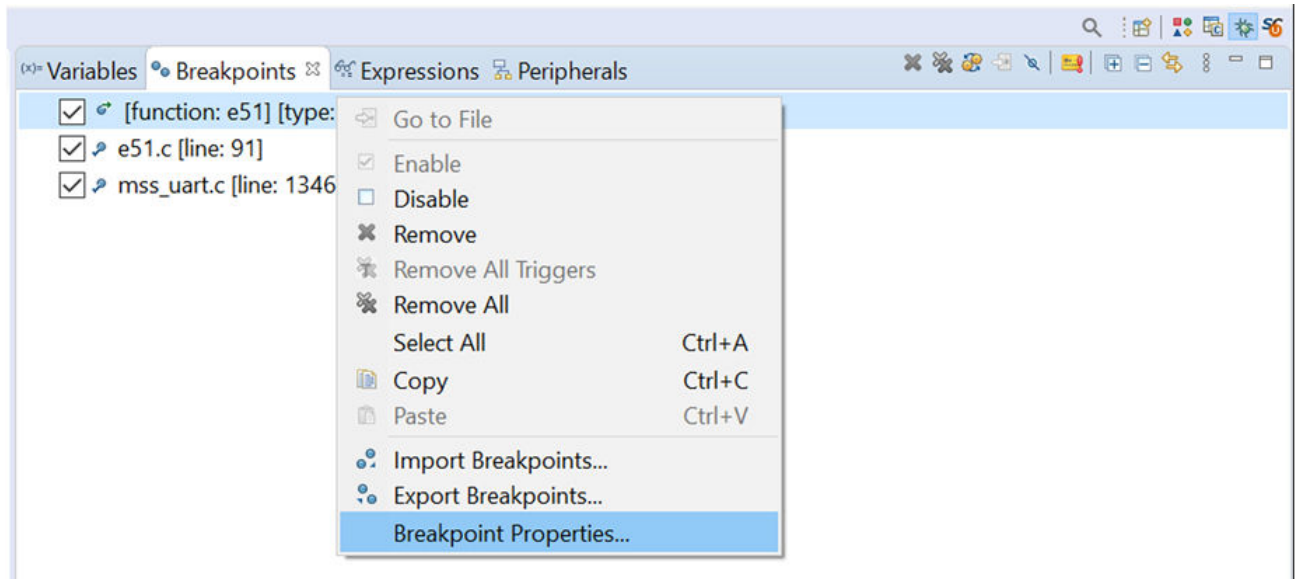 (x)= Variables Breakpoints Expressions Peripherals
[function: e51] [type:
e51.c [line: 91]
mss_uart.c [line: 1346
Go to File
Enable
Disable
Remove
Remove All Triggers
Remove All
Select All Ctrl+A
Copy Ctrl+C
Paste Ctrl+V
Import Breakpoints...
Export Breakpoints...
Breakpoint Properties...